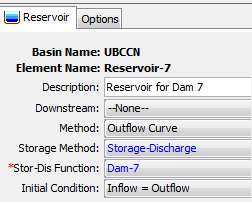 Reservoir Options
Basin Name: UBCCN
Element Name: Reservoir-7
Description: Reservoir for Dam 7
Downstream: --None--
Method: Outflow Curve
Storage Method: Storage-Discharge
*Stor-Dis Function: Dam-7
Initial Condition: Inflow = Outflow